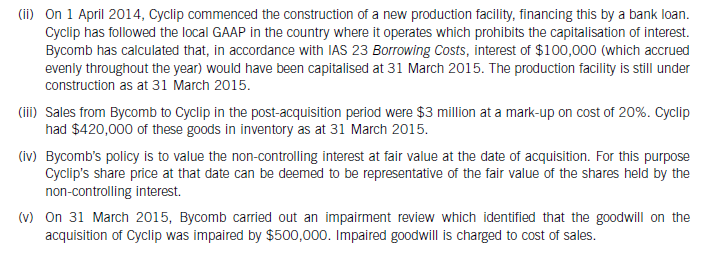 (ii) On 1 April 2014, Cyclip commenced the construction of a new production facility, financing this by a bank loan.
Cyclip has followed the local GAAP in the country where it operates which prohibits the capitalisation of interest.
Bycomb has calculated that, in accordance with IAS 23 Borrowing Costs, interest of $100,000 (which accrued
evenly throughout the year) would have been capitalised at 31 March 2015. The production facility is still under
construction as at 31 March 2015.
(iii) Sales from Bycomb to Cyclip in the post-acquisition period were $3 million at a mark-up on cost of 20%. Cyclip
had $420,000 of these goods in inventory as at 31 March 2015.
(iv) Bycomb's policy is to value the non-controlling interest at fair value at the date of acquisition. For this purpose
Cyclip's share price at that date can be deemed to be representative of the fair value of the shares held by the
non-controlling interest.
(v) On 31 March 2015, Bycomb carried out an impairment review which identified that the goodwill on the
acquisition of Cyclip was impaired by $500,000. Impaired goodwill is charged to cost of sales.